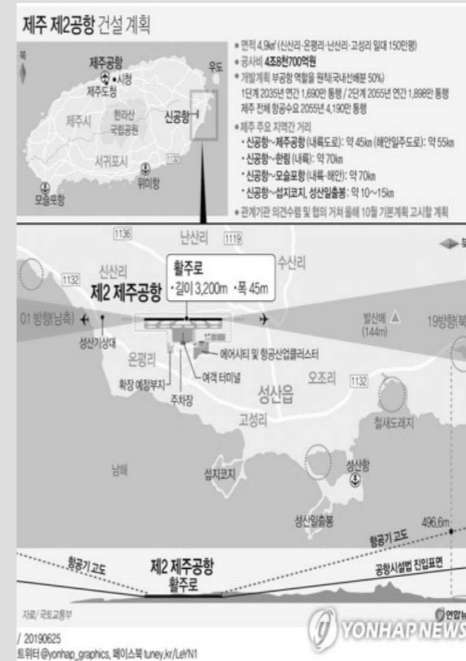 제주 제2공항 건설 계획
북
제주공항
시청
제주도청
우도
한라산
국립공원
신공항
제주시
서귀포시
위미항
모슬포항
면적 4.9㎢ (신산리·온평리·난산리·고성리 일대 150만평)
공사비 4조8천700억원
개발계획 부공항 역할을 원칙(국내선배분 50%)
1단계 2035년 연간 1,690만 통행 / 2단계 2055년 연간 1,898만 통행
제주 전체 항공수요 2055년 4,190만 통행
제주 주요 지역간 거리
신공항~제주공항 (내륙도로): 약 45㎞ (해안일주도로): 약 55㎞
신공항~한림 (내륙): 약 70㎞
신공항~모슬포항 (내륙·해안): 약 70㎞
신공항~섭지코지, 성산일출봉: 약 10~15㎞
관계기관 의견수렴 및 협의 거쳐 올해 10월 기본계획 고시할 계획
1136
난산리
1119
북
1132
신산리
수산리
제2 제주공항
활주로
·길이 3,200m ·폭 45m
01 방향(남측)
성산기상대
발산에
(144m)
19방향(북
온평리
에어시티 및 항공산업클러스터
여객 터미널
확장 예정부지
주차장
성산읍
오조리
1132
고성리
철새도래지
남해
섭지코지
성산항
성산일출봉
496.6m
항공기 고도
항공기 고도
제2 제주공항
활주로
공항시설법 진입표면
자료/ 국토교통부
연합뉴
YONHAP NEWS
/ 20190625
트위터 @yonhap_graphics, 페이스북 tuney.kr/LeYN1